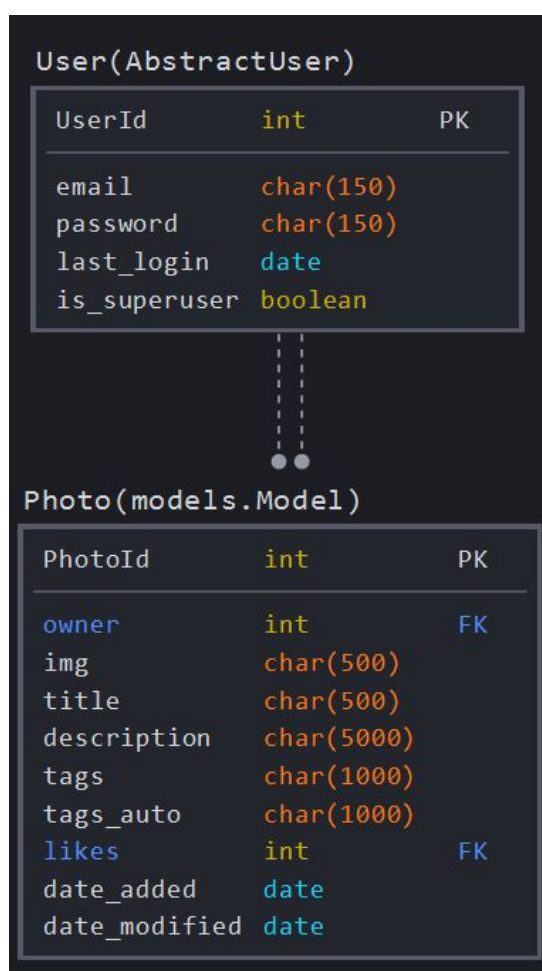 User(AbstractUser)
UserId int PK
email char(150)
password char(150)
last_login date
is_superuser boolean
Photo(models.Model)
PhotoId int PK
owner int FK
img char(500)
title char(500)
description char(5000)
tags char(1000)
tags_auto char(1000)
likes int FK
date_added date
date_modified date